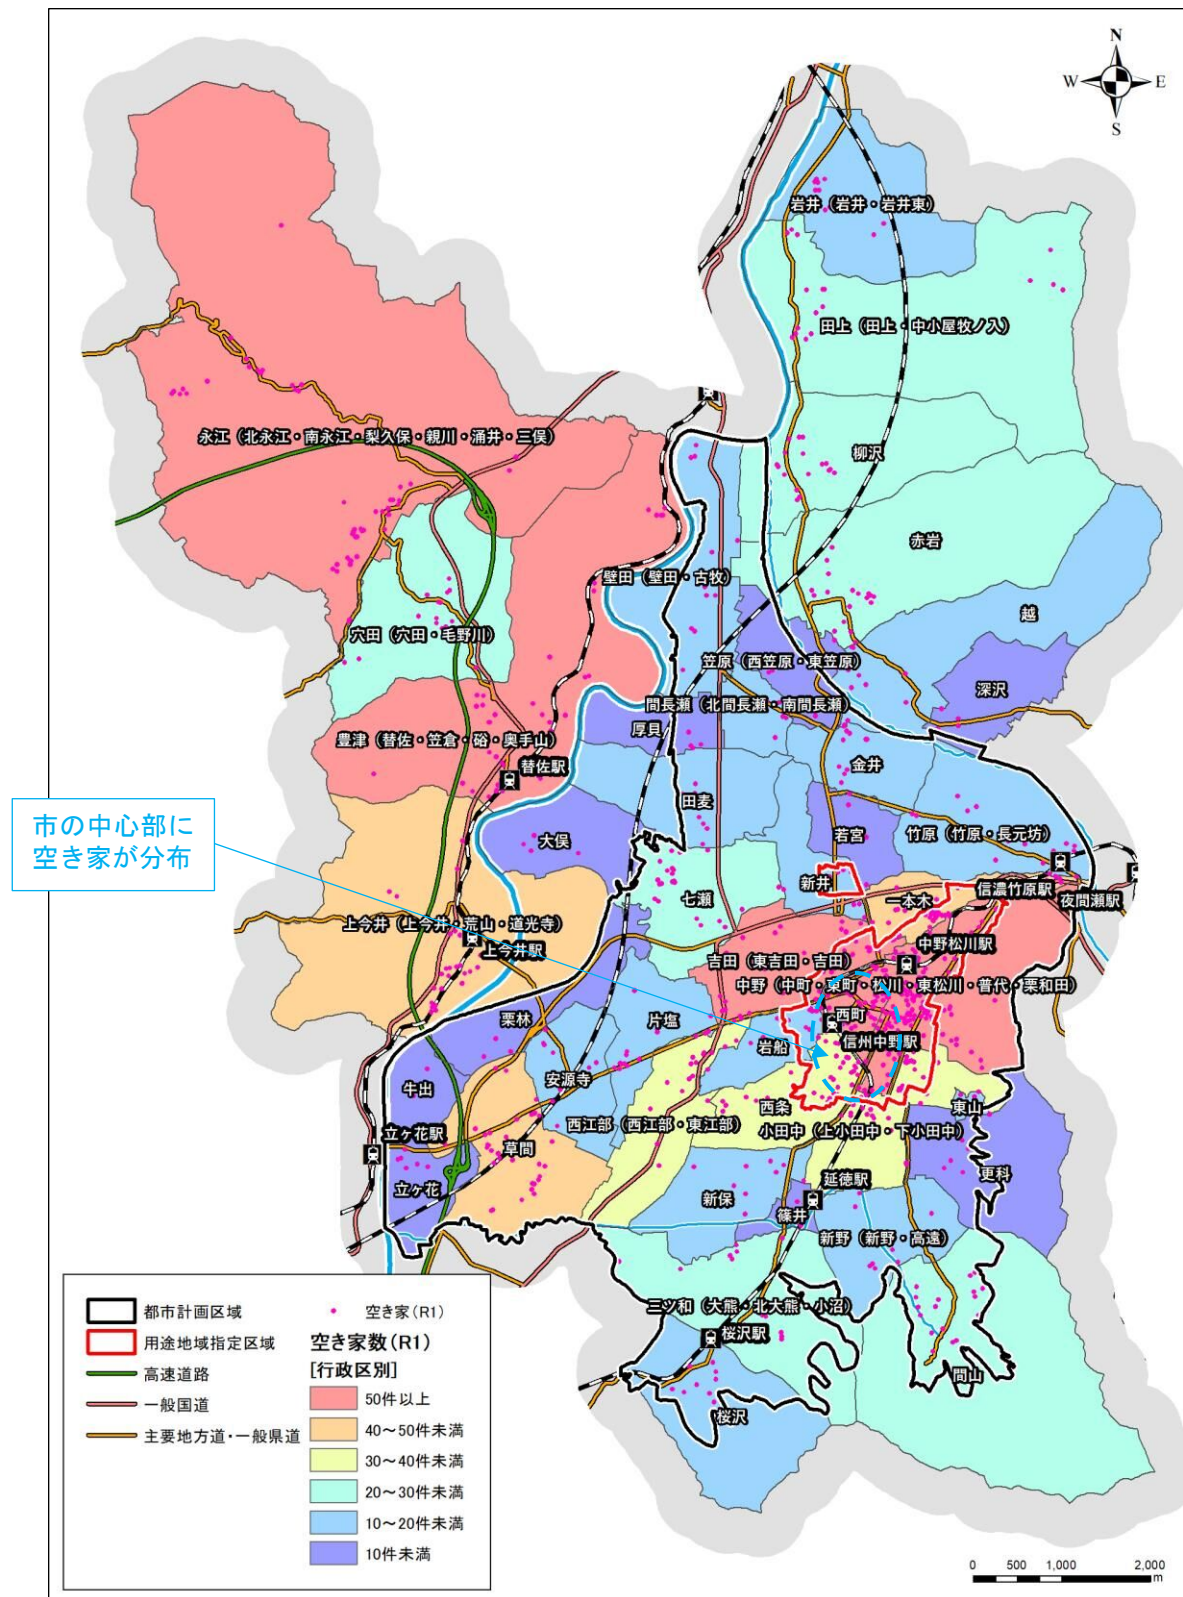 N
W
E
S
岩井（岩井・岩井東）
田上（田上・中小屋牧ノ入）
永江（北永江・南永江・梨久保・親川・涌井・三俣）
柳沢
赤岩
壁田（壁田・古牧）
越
穴田（穴田・毛野川）
笠原（西笠原・東笠原）
深沢
間長瀬（北間長瀬・南間長瀬）
厚貝
豊津（替佐・笠倉・硲・奥手山）
替佐駅
金井
田麦
市の中心部に
空き家が分布
大俣
若宮
竹原（竹原・長元坊）
新井
信濃竹原駅
七瀬
一本木
夜間瀬駅
上今井（上今井・荒山・道光寺）
上今井駅
吉田（東吉田・吉田）
中野松川駅
中野（中町・東町・松川・東松川・普代・栗和田）
栗林
片塩
西町
岩船
信州中野駅
安源寺
牛出
西条
東山
西江部（西江部・東江部）
小田中（上小田中・下小田中）
立ヶ花駅
草間
延徳駅
更科
立ヶ花
新保
篠井
新野（新野・高遠）
三ツ和（大熊・北大熊・小沼）
桜沢駅
間山
桜沢
都市計画区域
用途地域指定区域
高速道路
一般国道
主要地方道・一般県道
空き家（R1）
空き家数（R1）
[行政区別]
50件以上
40～50件未満
30～40件未満
20～30件未満
10～20件未満
10件未満
0 500 1,000 2,000
m